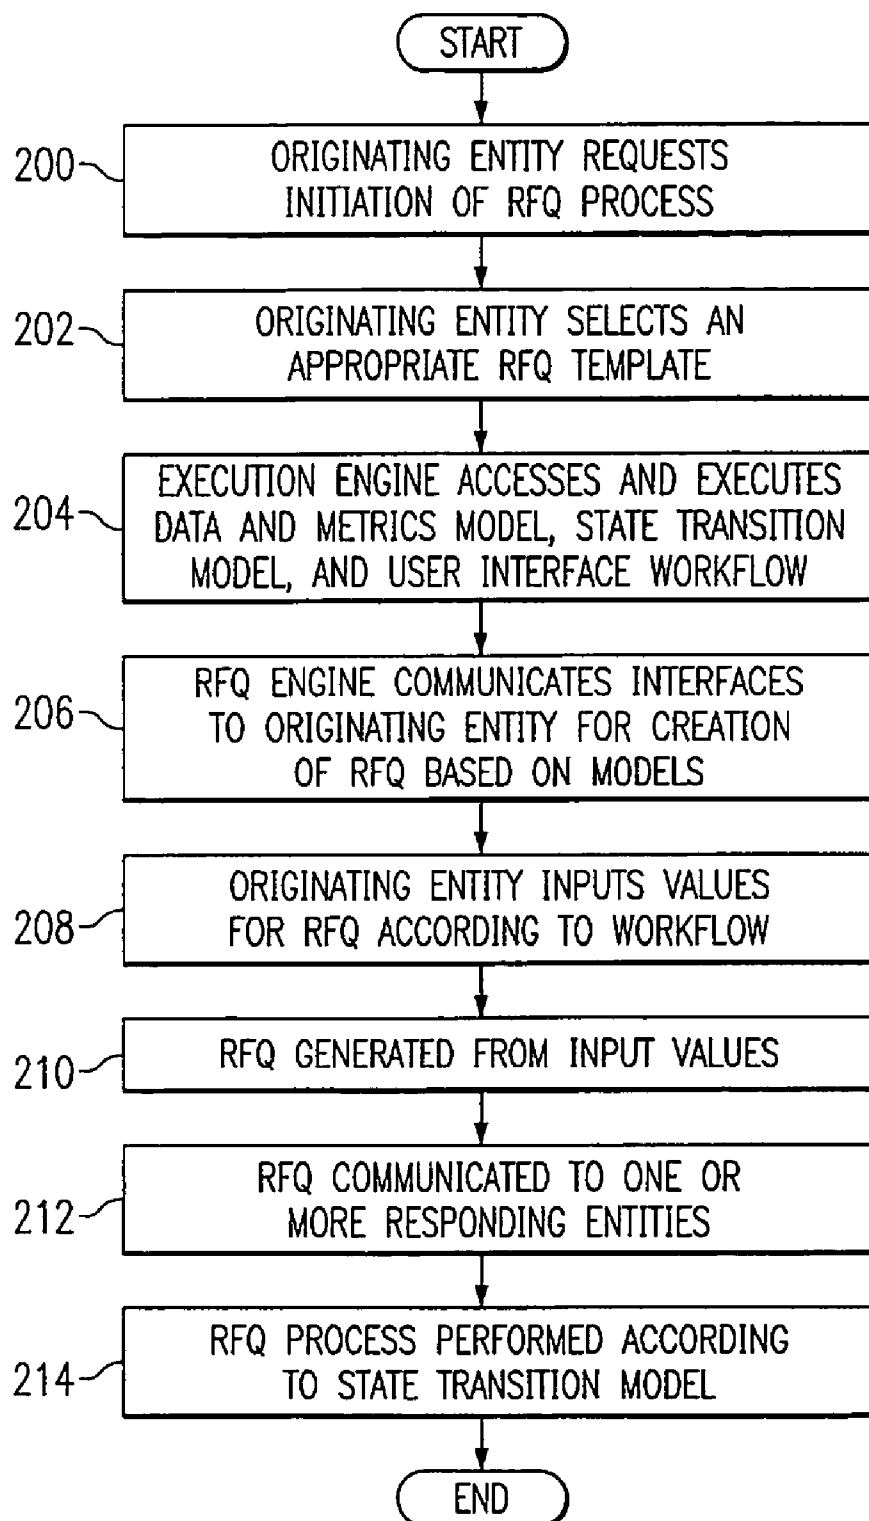 START
200
ORIGINATING ENTITY REQUESTS
INITIATION OF RFQ PROCESS
202
ORIGINATING ENTITY SELECTS AN
APPROPRIATE RFQ TEMPLATE
204
EXECUTION ENGINE ACCESSES AND EXECUTES
DATA AND METRICS MODEL, STATE TRANSITION
MODEL, AND USER INTERFACE WORKFLOW
206
RFQ ENGINE COMMUNICATES INTERFACES
TO ORIGINATING ENTITY FOR CREATION
OF RFQ BASED ON MODELS
208
ORIGINATING ENTITY INPUTS VALUES
FOR RFQ ACCORDING TO WORKFLOW
210
RFQ GENERATED FROM INPUT VALUES
212
RFQ COMMUNICATED TO ONE OR
MORE RESPONDING ENTITIES
214
RFQ PROCESS PERFORMED ACCORDING
TO STATE TRANSITION MODEL
END